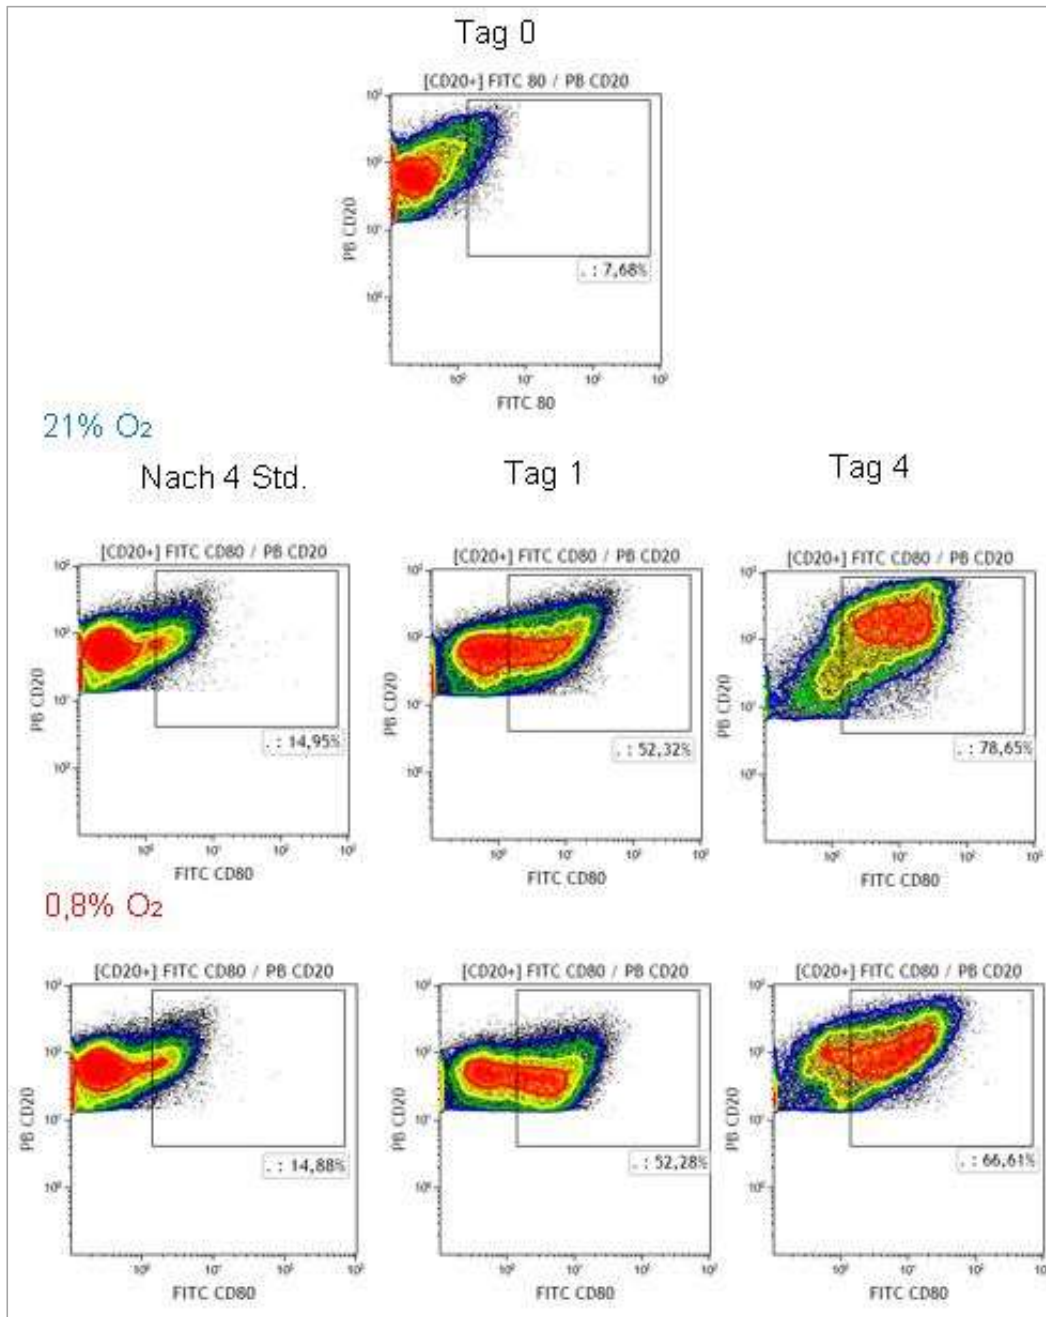 Tag 0
[CD20+] FITC 80 / PB CD20
PB CD20
. : 7,68%
FITC 80
21% O₂
Nach 4 Std.
Tag 1
Tag 4
[CD20+] FITC CD80 / PB CD20
PB CD20
. : 14,95%
FITC CD80
[CD20+] FITC CD80 / PB CD20
PB CD20
. : 52,32%
FITC CD80
[CD20+] FITC CD80 / PB CD20
PB CD20
. : 78,65%
FITC CD80
0,8% O₂
[CD20+] FITC CD80 / PB CD20
PB CD20
. : 14,88%
FITC CD80
[CD20+] FITC CD80 / PB CD20
PB CD20
. : 52,28%
FITC CD80
[CD20+] FITC CD80 / PB CD20
PB CD20
. : 66,61%
FITC CD80